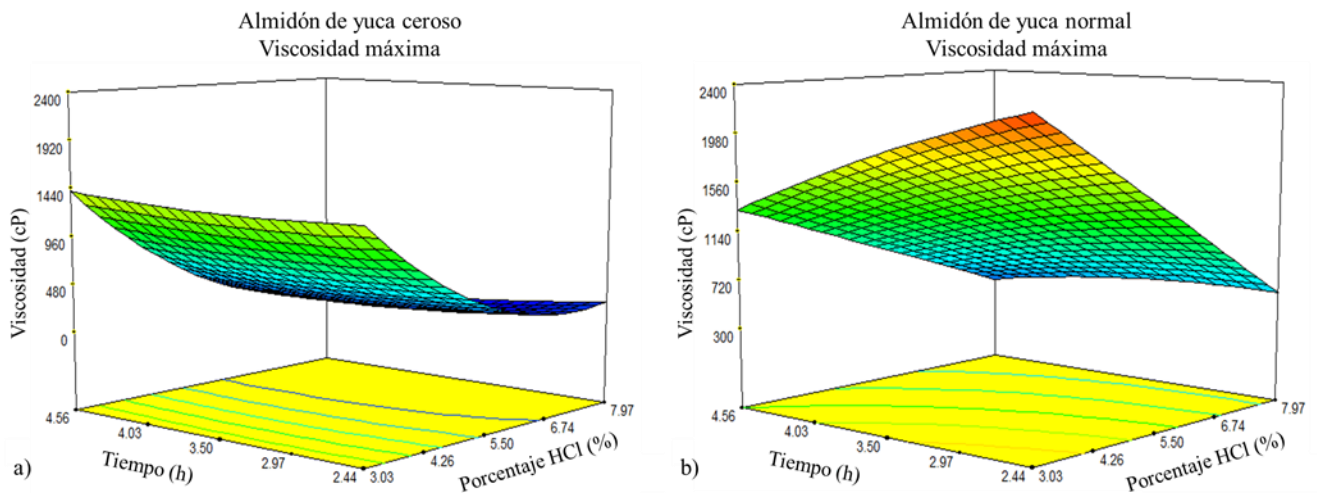 Almidón de yuca ceroso
Viscosidad máxima
2400
1920
1440
960
480
0
Viscosidad (cP)
4.56
4.03
3.50
2.97
2.44
Tiempo (h)
3.03
4.26
5.50
6.74
7.97
Porcentaje HCl (%)
a)
Almidón de yuca normal
Viscosidad máxima
2400
1980
1560
1140
720
300
Viscosidad (cP)
4.56
4.03
3.50
2.97
2.44
Tiempo (h)
3.03
4.26
5.50
6.74
7.97
Porcentaje HCl (%)
b)